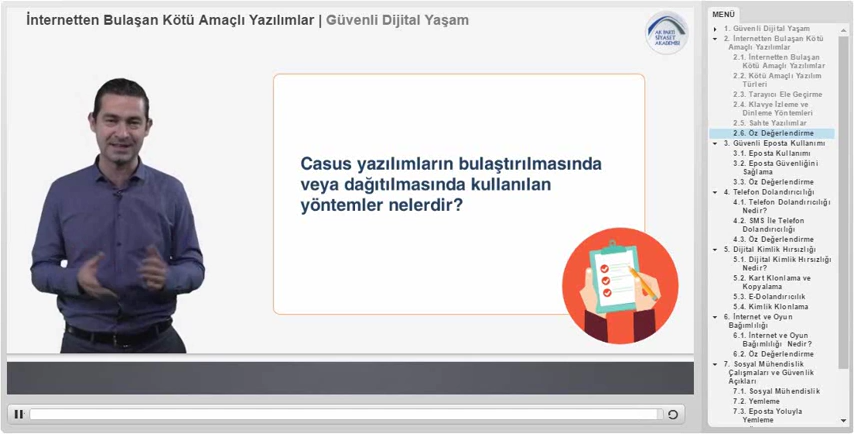 İnternetten Bulaşan Kötü Amaçlı Yazılımlar | Güvenli Dijital Yaşam
AK PARTİ
SİYASET
AKADEMİSİ
Casus yazılımların bulaştırılmasında
veya dağıtılmasında kullanılan
yöntemler nelerdir?
MENÜ
1. Güvenli Dijital Yaşam
2. İnternetten Bulaşan Kötü
Amaçlı Yazılımlar
2.1. İnternetten Bulaşan
Kötü Amaçlı Yazılımlar
2.2. Kötü Amaçlı Yazılım
Türleri
2.3. Tarayıcı Ele Geçirme
2.4. Klavye İzleme ve
Dinleme Yöntemleri
2.5. Sahte Yazılımlar
2.6. Öz Değerlendirme
3. Güvenli Eposta Kullanımı
3.1. Eposta Kullanımı
3.2. Eposta Güvenliğini
Sağlama
3.3. Öz Değerlendirme
4. Telefon Dolandırıcılığı
4.1. Telefon Dolandırıcılığı
Nedir?
4.2. SMS İle Telefon
Dolandırıcılığı
4.3. Öz Değerlendirme
5. Dijital Kimlik Hırsızlığı
5.1. Dijital Kimlik Hırsızlığı
Nedir?
5.2. Kart Klonlama ve
Kopyalama
5.3. E-Dolandırıcılık
5.4. Kimlik Klonlama
6. İnternet ve Oyun
Bağımlılığı
6.1. İnternet ve Oyun
Bağımlılığı Nedir?
6.2. Öz Değerlendirme
7. Sosyal Mühendislik
Çalışmaları ve Güvenlik
Açıkları
7.1. Sosyal Mühendislik
7.2. Yemleme
7.3. Eposta Yoluyla
Yemleme